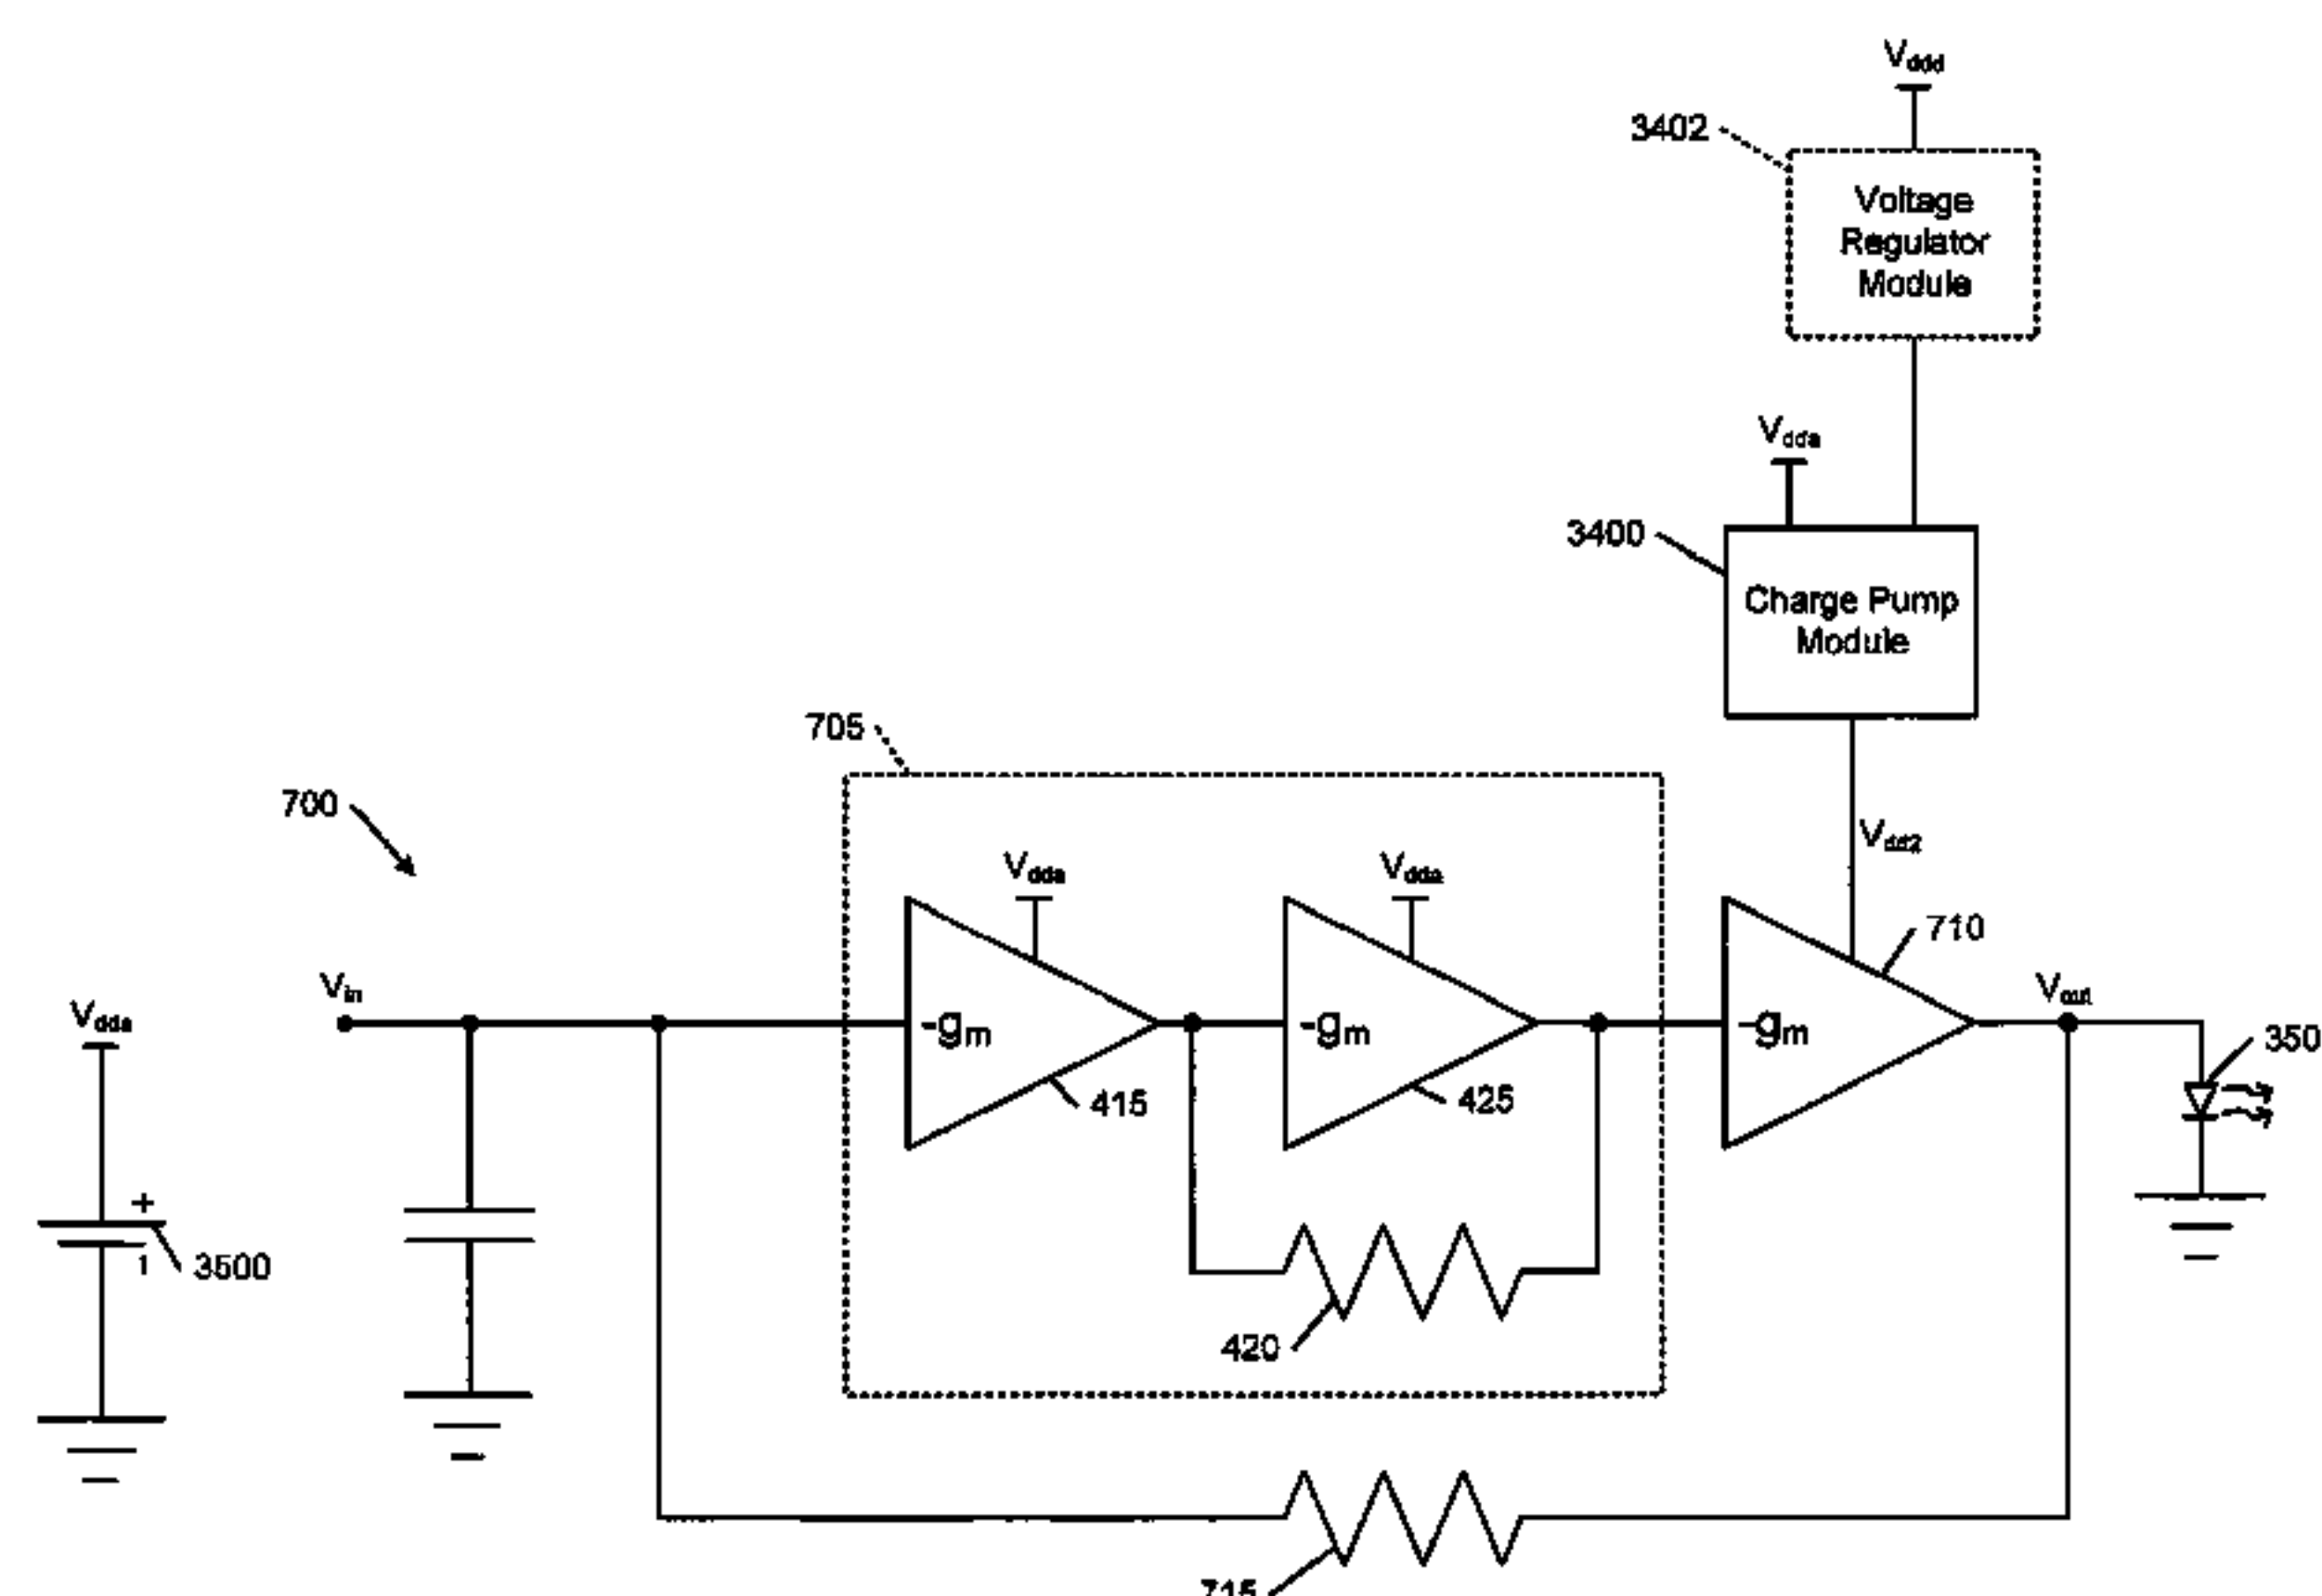 Vddd
3402
Voltage
Regulator
Module
Vdda
3400
Charge Pump
Module
705
700
Vdd2
Vdda
Vdda
710
Vin
Vdda
Vout
-gm
-gm
-gm
350
415
425
+
3500
420
715